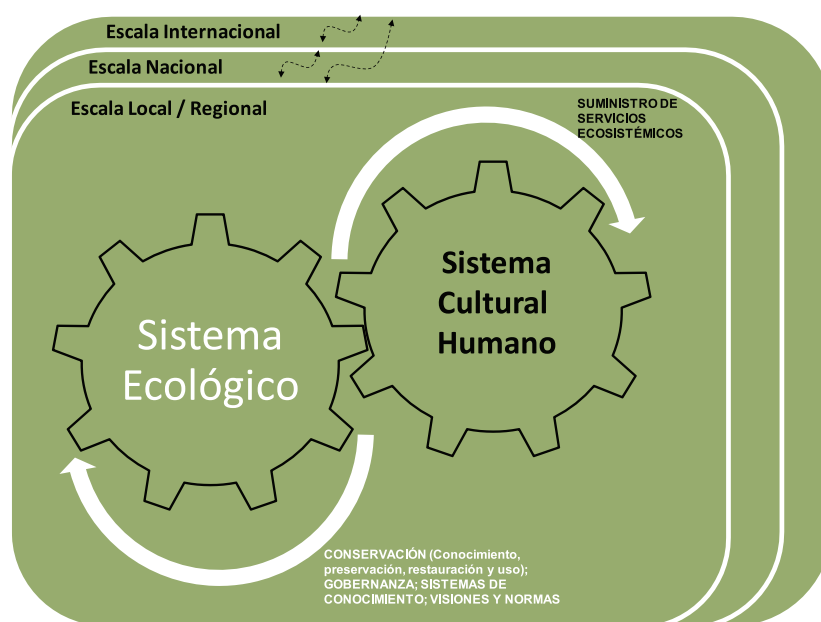 Escala Internacional
Escala Nacional
Escala Local / Regional
SUMINISTRO DE
SERVICIOS
ECOSISTÉMICOS
Sistema
Cultural
Humano
Sistema
Ecológico
CONSERVACIÓN (Conocimiento,
preservación, restauración y uso);
GOBERNANZA; SISTEMAS DE
CONOCIMIENTO; VISIONES Y NORMAS